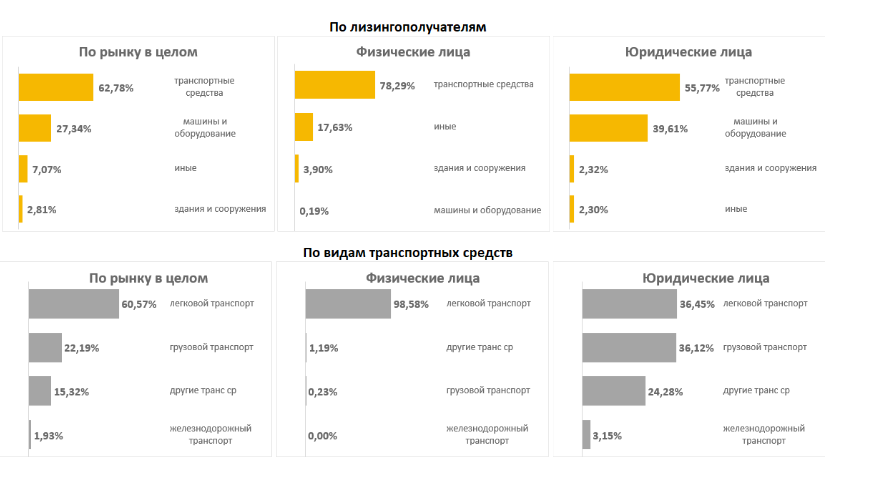 По лизингополучателям
По рынку в целом
62,78%
транспортные
средства
27,34%
машины и
оборудование
7,07%
иные
2,81%
здания и сооружения
Физические лица
78,29%
транспортные средства
17,63%
иные
3,90%
здания и сооружения
0,19%
машины и оборудование
Юридические лица
55,77%
транспортные
средства
39,61%
машины и
оборудование
2,32%
здания и сооружения
2,30%
иные
По видам транспортных средств
По рынку в целом
60,57%
легковой транспорт
22,19%
грузовой транспорт
15,32%
другие транс ср
1,93%
железнодорожный
транспорт
Физические лица
98,58%
легковой транспорт
1,19%
другие транс ср
0,23%
грузовой транспорт
0,00%
железнодорожный
транспорт
Юридические лица
36,45%
легковой транспорт
36,12%
грузовой транспорт
24,28%
другие транс ср
3,15%
железнодорожный
транспорт